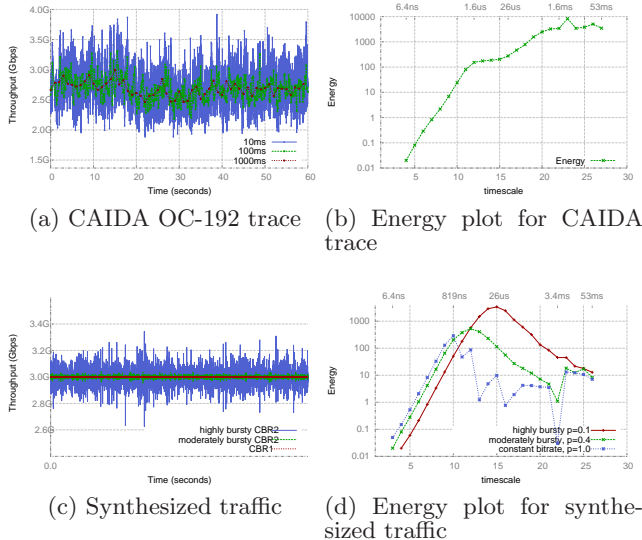 4.0G
3.5G
3.0G
2.5G
2.0G
1.5G
Throughput (Gbps)
10ms
100ms
1000ms
0 10 20 30 40 50 60
Time (seconds)
(a) CAIDA OC-192 trace
6.4ns 1.6us 26us 1.6ms 53ms
10000
1000
100
10
1
0.1
0.01
Energy
Energy
0 5 10 15 20 25 30
timescale
(b) Energy plot for CAIDA
trace
3.4G
3.2G
3.0G
2.8G
2.6G
Throughput (Gbps)
highly bursty CBR2
moderately bursty CBR2
CBR1
0.0
Time (seconds)
(c) Synthesized traffic
6.4ns 819ns 26us 3.4ms 53ms
1000
100
10
1
0.1
0.01
Energy
highly bursty p=0.1
moderately bursty, p=0.4
constant bitrate, p=1.0
0 5 10 15 20 25 30
timescale
(d) Energy plot for synthe-
sized traffic